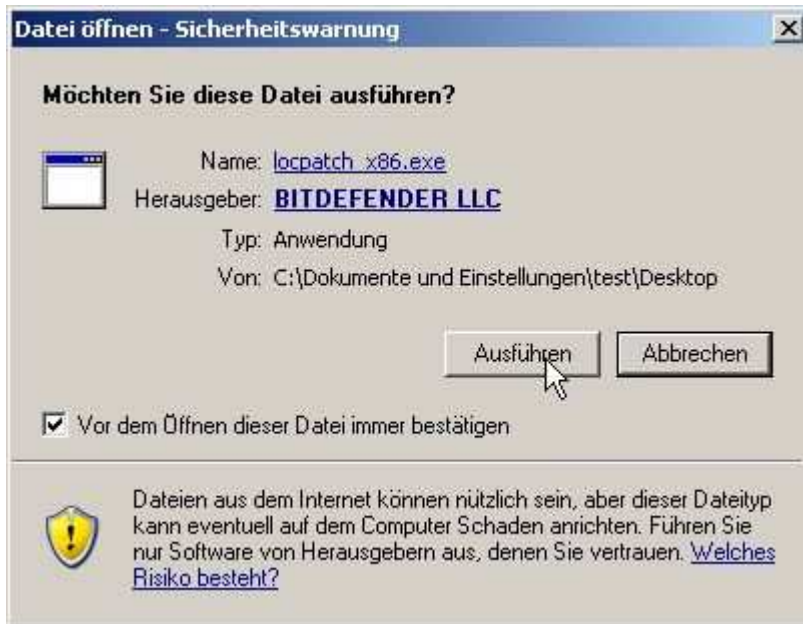 Datei öffnen - Sicherheitswarnung
Möchten Sie diese Datei ausführen?
Name: locpatch_x86.exe
Herausgeber: BITDEFENDER LLC
Typ: Anwendung
Von: C:\Dokumente und Einstellungen\test\Desktop
Ausführen Abbrechen
Vor dem Öffnen dieser Datei immer bestätigen
Dateien aus dem Internet können nützlich sein, aber dieser Dateityp
kann eventuell auf dem Computer Schaden anrichten. Führen Sie
nur Software von Herausgebern aus, denen Sie vertrauen. Welches
Risiko besteht?